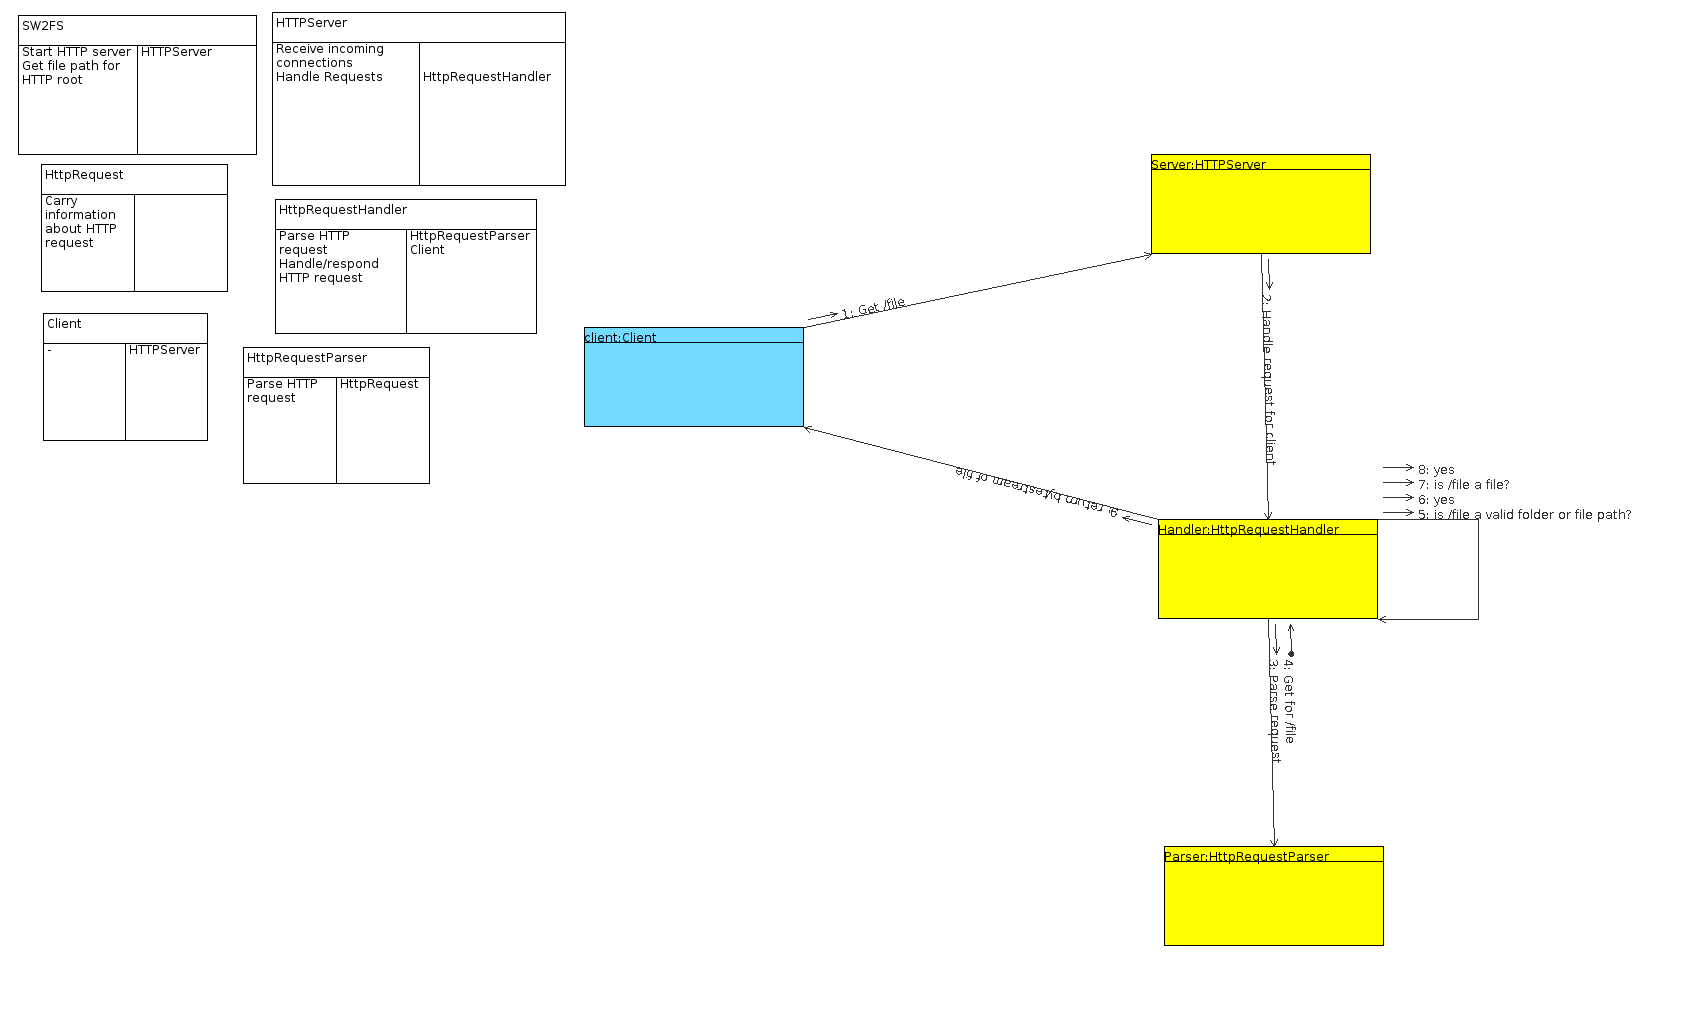 SW2FS
Start HTTP server
Get file path for
HTTP root
HTTPServer
HTTPServer
Receive incoming
connections
Handle Requests
HttpRequestHandler
HttpRequest
Carry
information
about HTTP
request
HttpRequestHandler
Parse HTTP
request
Handle/respond
HTTP request
HttpRequestParser
Client
Client
-
HTTPServer
HttpRequestParser
Parse HTTP
request
HttpRequest
Server:HTTPServer
1: Get /file
client:Client
2: Handle request for client
9: return bytestream of file
8: yes
7: is /file a file?
6: yes
5: is /file a valid folder or file path?
Handler:HttpRequestHandler
3: Parse request
4: Get for /file
Parser:HttpRequestParser